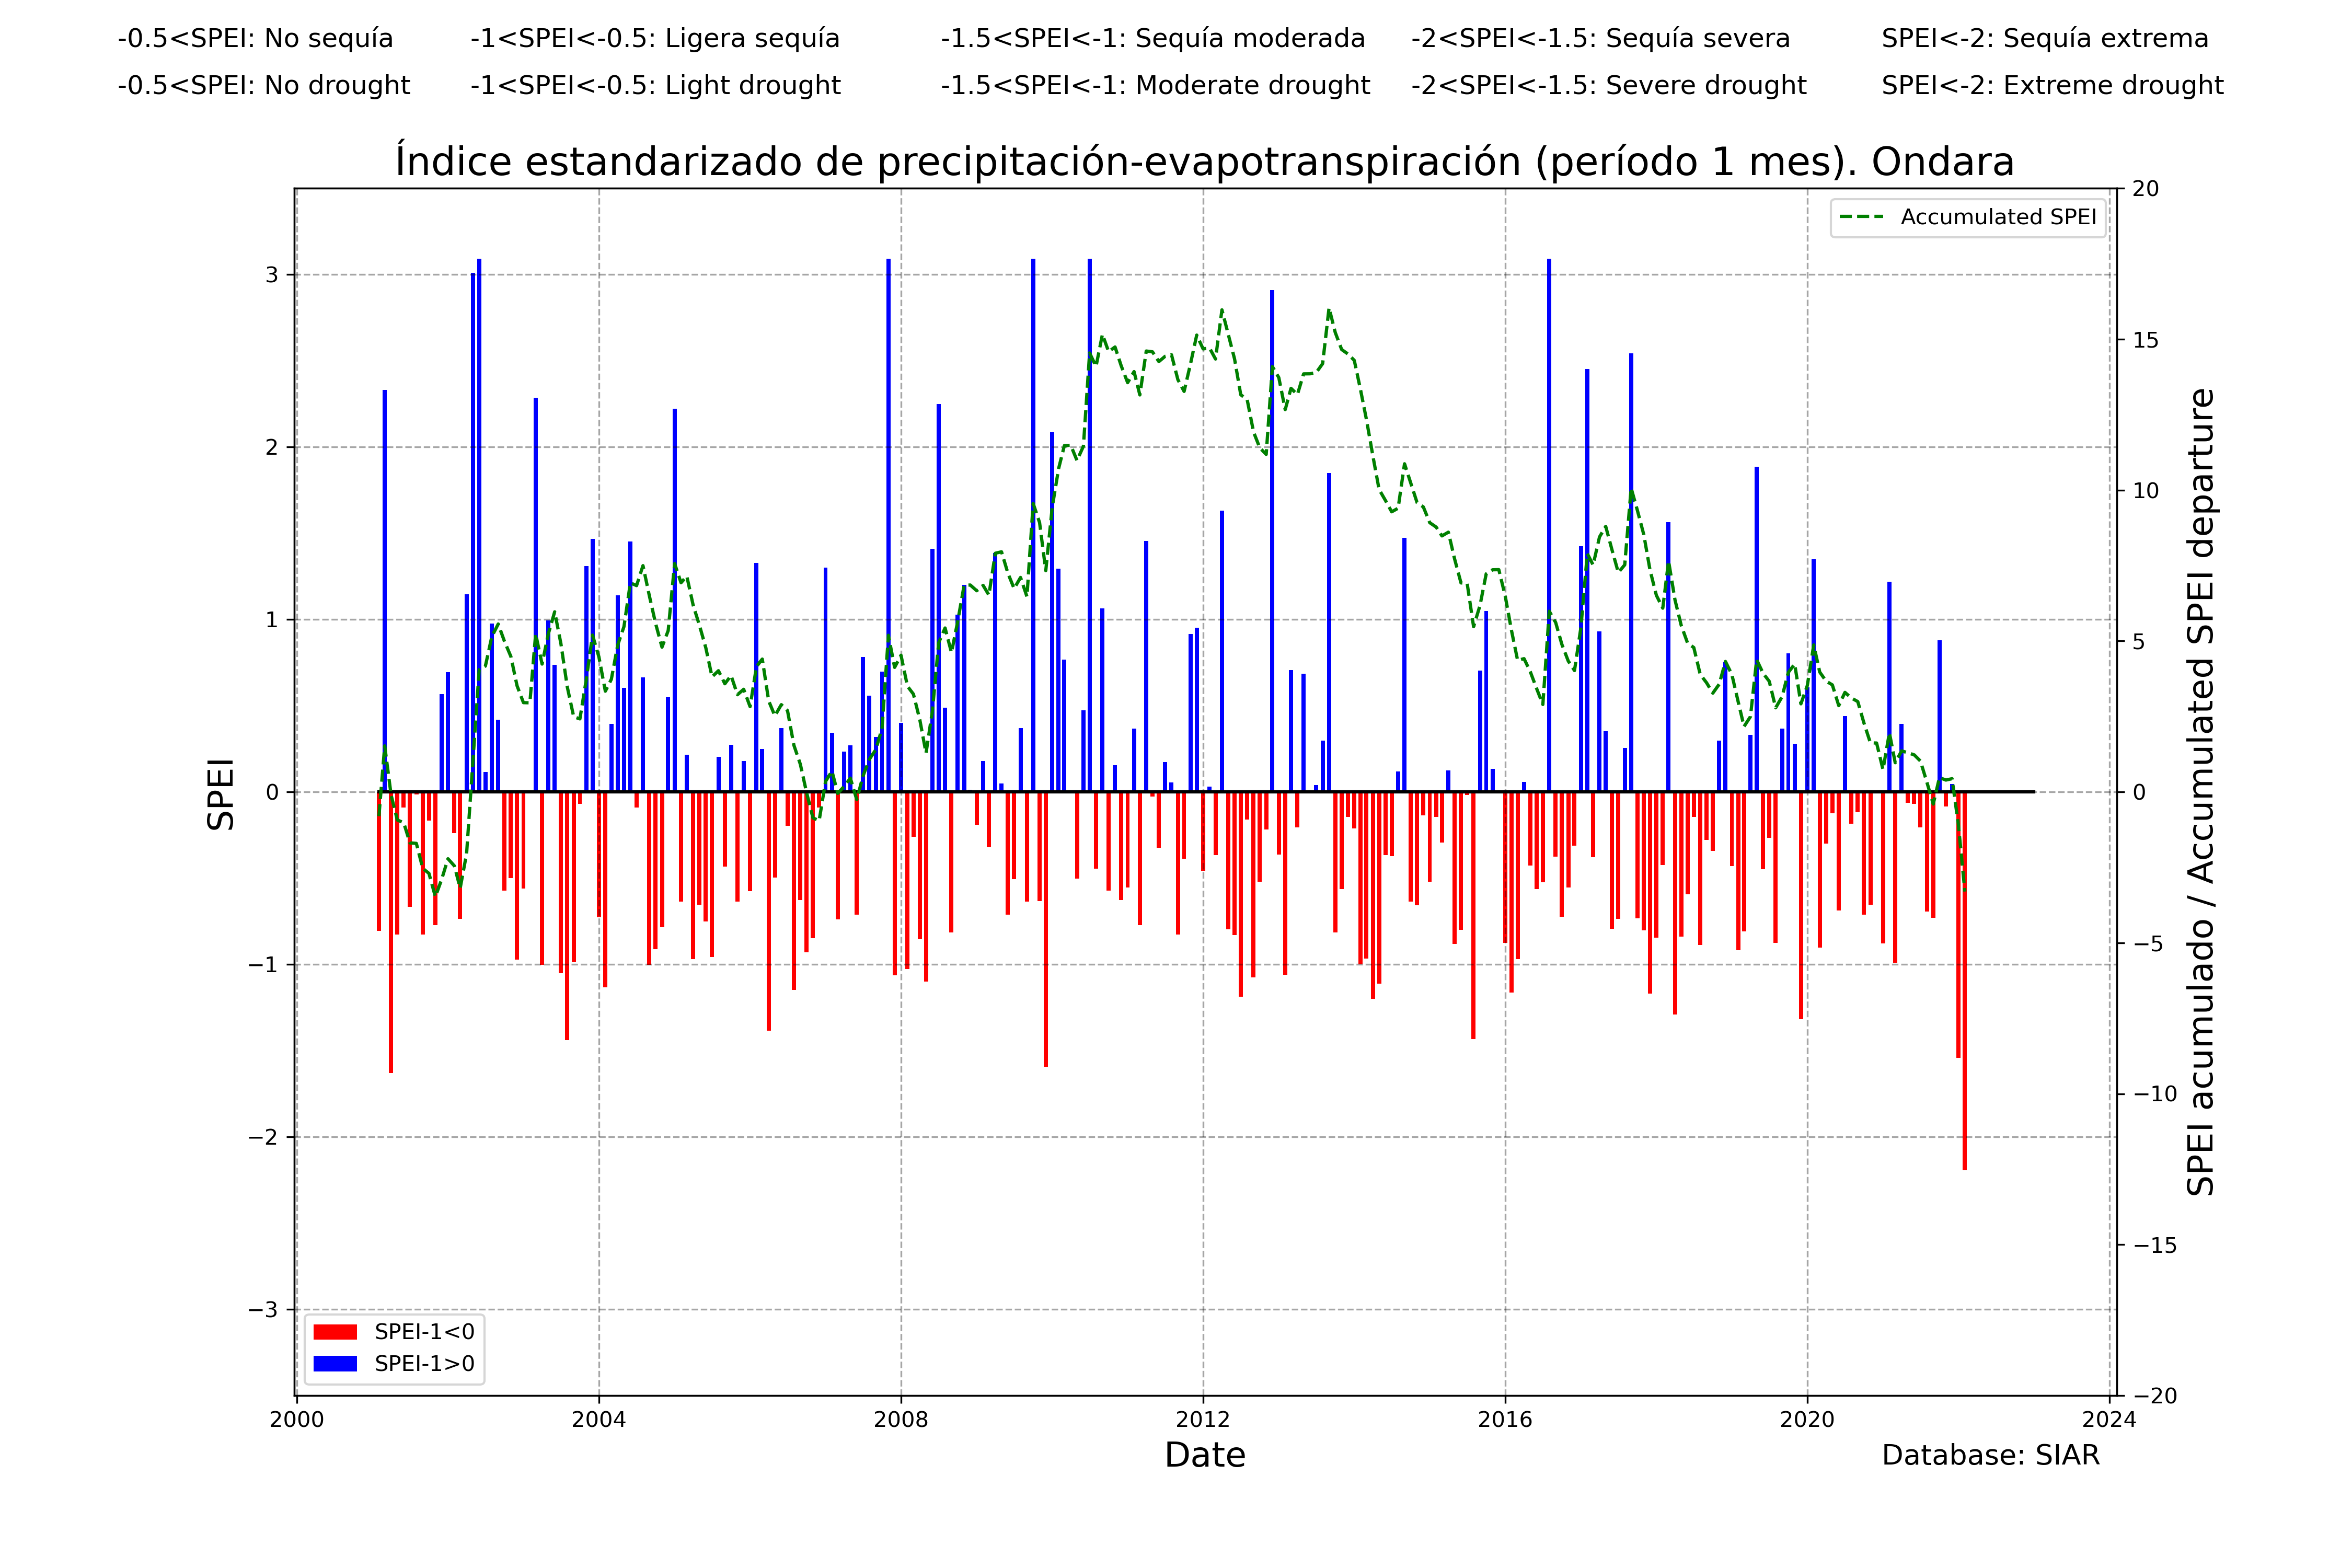 -0.5<SPEI: No sequía -1<SPEI<-0.5: Ligera sequía -1.5<SPEI<-1: Sequía moderada -2<SPEI<-1.5: Sequía severa SPEI<-2: Sequía extrema
-0.5<SPEI: No drought -1<SPEI<-0.5: Light drought -1.5<SPEI<-1: Moderate drought -2<SPEI<-1.5: Severe drought SPEI<-2: Extreme drought
Índice estandarizado de precipitación-evapotranspiración (período 1 mes). Ondara
Accumulated SPEI
SPEI
3
2
1
0
−1
−2
−3
20
15
10
5
0
−5
−10
−15
−20
SPEI acumulado / Accumulated SPEI departure
SPEI-1<0
SPEI-1>0
2000 2004 2008 2012 2016 2020 2024
Date
Database: SIAR